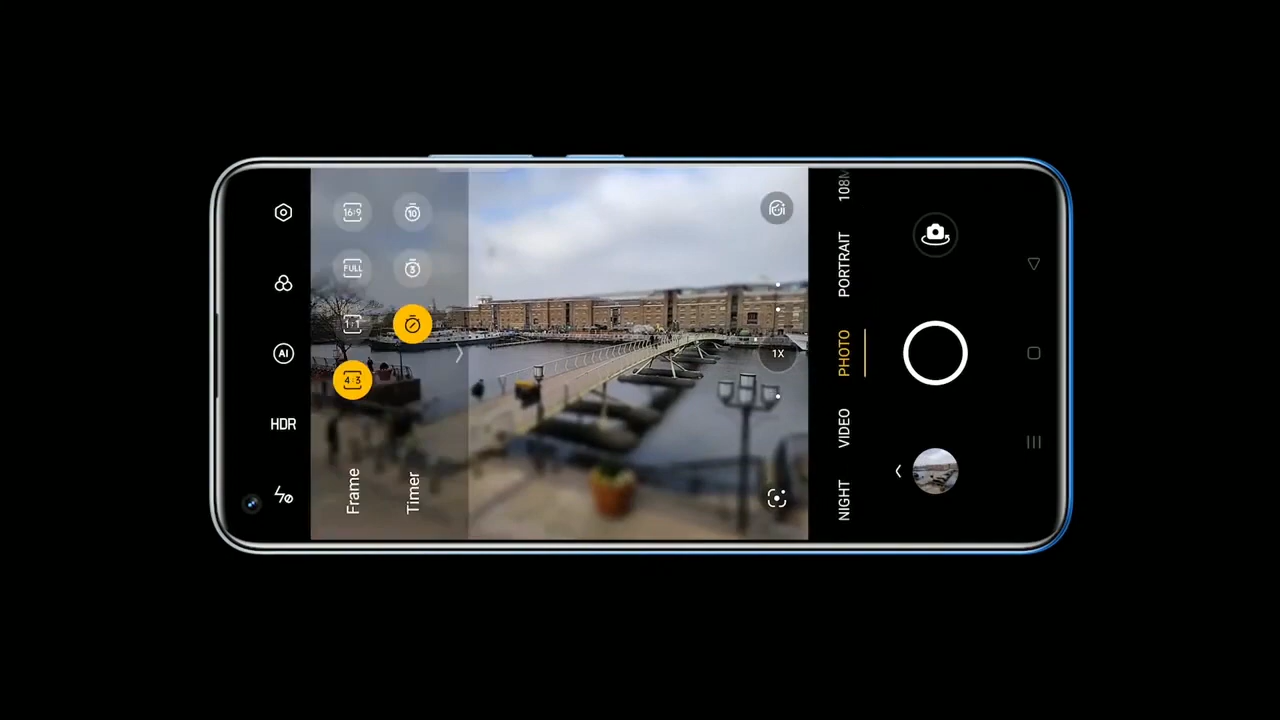 HDR
16:9
FULL
1:1
4:3
Frame
10
3
Timer
AI
1X
108M
PORTRAIT
PHOTO
VIDEO
NIGHT